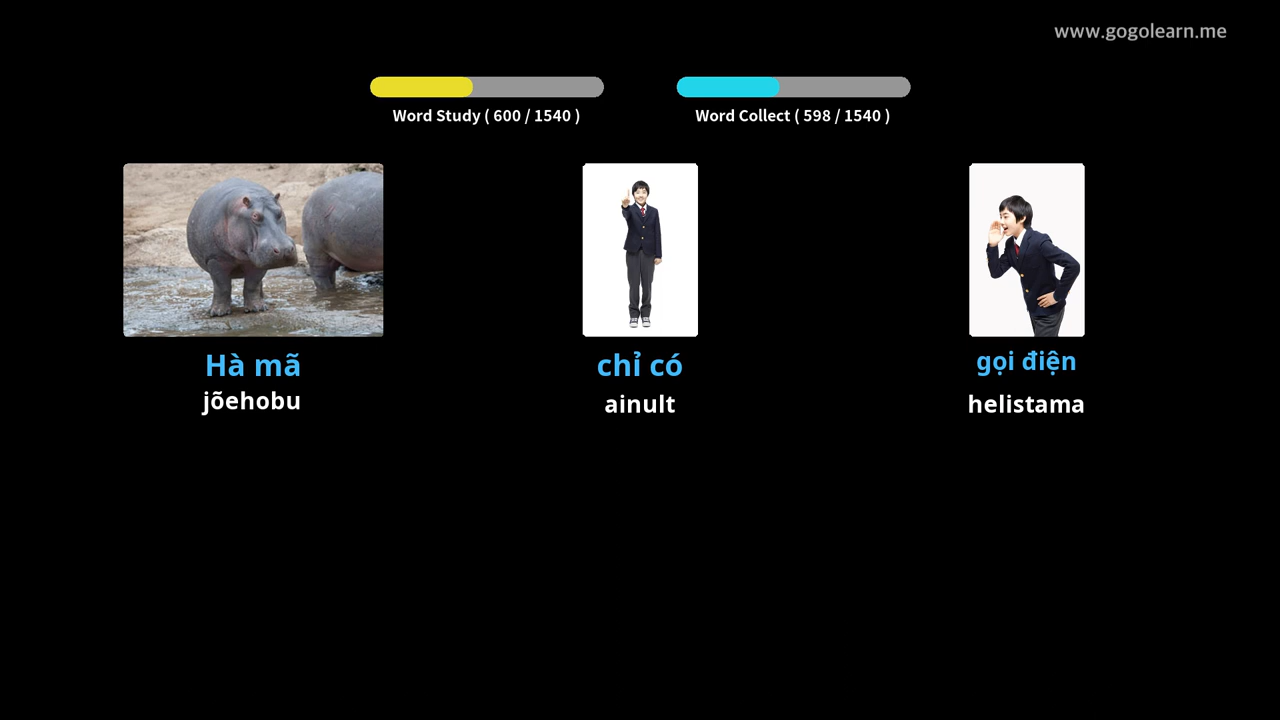 www.gogolearn.me
Word Study ( 600 / 1540 )
Word Collect ( 598 / 1540 )
Hà mã
jõehobu
chỉ có
ainult
gọi điện
helistama